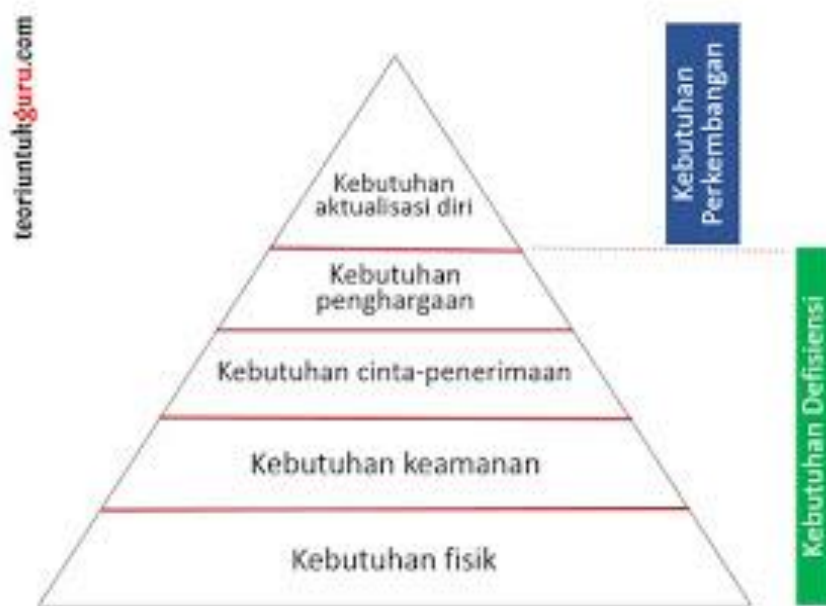 teoriuntukguru.com
Kebutuhan
Perkembangan
Kebutuhan
aktualisasi diri
Kebutuhan
penghargaan
Kebutuhan cinta-penerimaan
Kebutuhan keamanan
Kebutuhan fisik
Kebutuhan Defisiensi